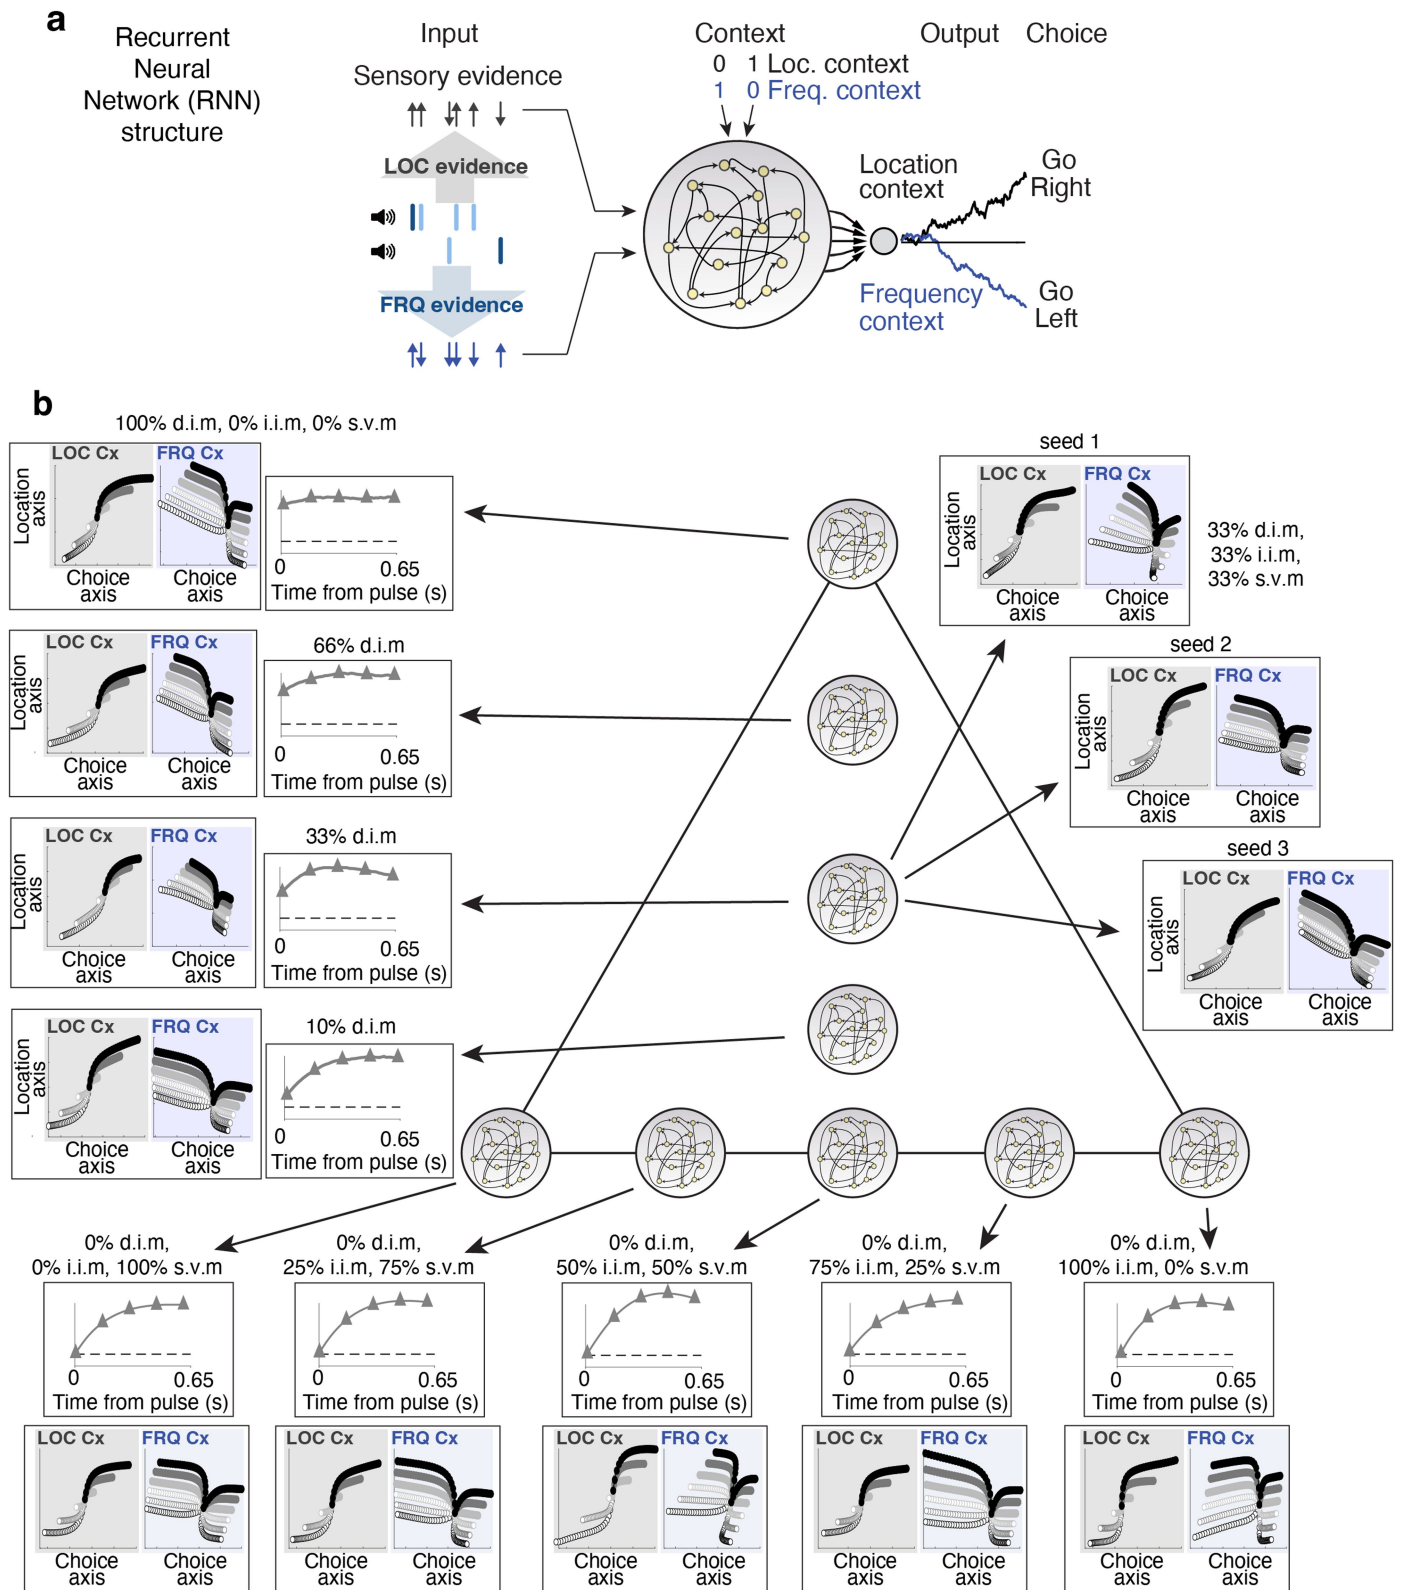 a
Recurrent
Neural
Network (RNN)
structure
Input
Sensory evidence
LOC evidence
FRQ evidence
Context
0 1 Loc. context
1 0 Freq. context
Output
Choice
Location
context
Go
Right
Frequency
context
Go
Left
b
100% d.i.m, 0% i.i.m, 0% s.v.m
LOC Cx
FRQ Cx
Location
axis
Choice
axis
Choice
axis
0
0.65
Time from pulse (s)
seed 1
LOC Cx
FRQ Cx
Location
axis
Choice
axis
Choice
axis
33% d.i.m,
33% i.i.m,
33% s.v.m
66% d.i.m
LOC Cx
FRQ Cx
Location
axis
Choice
axis
Choice
axis
0
0.65
Time from pulse (s)
seed 2
LOC Cx
FRQ Cx
Location
axis
Choice
axis
Choice
axis
33% d.i.m
LOC Cx
FRQ Cx
Location
axis
Choice
axis
Choice
axis
0
0.65
Time from pulse (s)
seed 3
LOC Cx
FRQ Cx
Location
axis
Choice
axis
Choice
axis
10% d.i.m
LOC Cx
FRQ Cx
Location
axis
Choice
axis
Choice
axis
0
0.65
Time from pulse (s)
0% d.i.m,
0% i.i.m, 100% s.v.m
0
0.65
Time from pulse (s)
LOC Cx
FRQ Cx
Choice
axis
Choice
axis
0% d.i.m,
25% i.i.m, 75% s.v.m
0
0.65
Time from pulse (s)
LOC Cx
FRQ Cx
Choice
axis
Choice
axis
0% d.i.m,
50% i.i.m, 50% s.v.m
0
0.65
Time from pulse (s)
LOC Cx
FRQ Cx
Choice
axis
Choice
axis
0% d.i.m,
75% i.i.m, 25% s.v.m
0
0.65
Time from pulse (s)
LOC Cx
FRQ Cx
Choice
axis
Choice
axis
0% d.i.m,
100% i.i.m, 0% s.v.m
0
0.65
Time from pulse (s)
LOC Cx
FRQ Cx
Choice
axis
Choice
axis